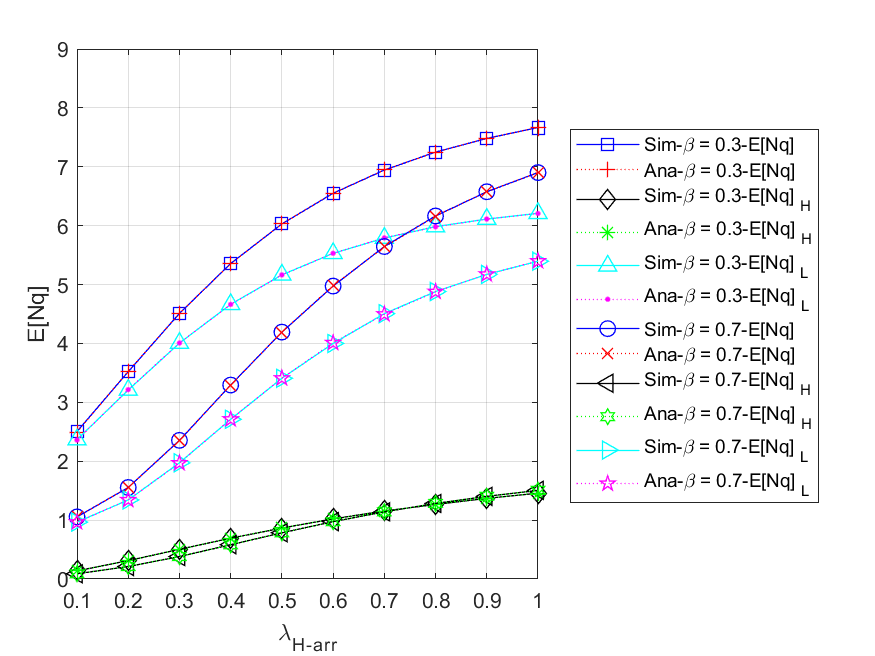 9
8
7
6
5
4
3
2
1
0
E[Nq]
0.1 0.2 0.3 0.4 0.5 0.6 0.7 0.8 0.9 1
λH-arr
Sim-β = 0.3-E[Nq]
Ana-β = 0.3-E[Nq]
Sim-β = 0.3-E[Nq] H
Ana-β = 0.3-E[Nq] H
Sim-β = 0.3-E[Nq] L
Ana-β = 0.3-E[Nq] L
Sim-β = 0.7-E[Nq]
Ana-β = 0.7-E[Nq]
Sim-β = 0.7-E[Nq] H
Ana-β = 0.7-E[Nq] H
Sim-β = 0.7-E[Nq] L
Ana-β = 0.7-E[Nq] L